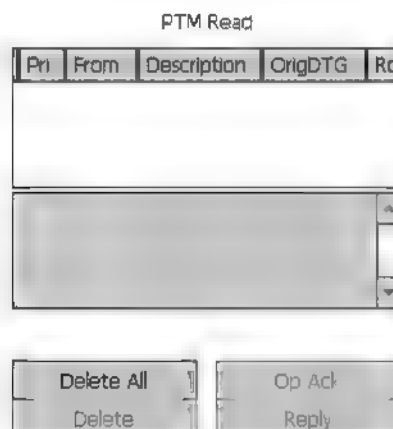 PTM Read
Pri From Description OrigDTG
Delete All Op Ack
Delete Reply